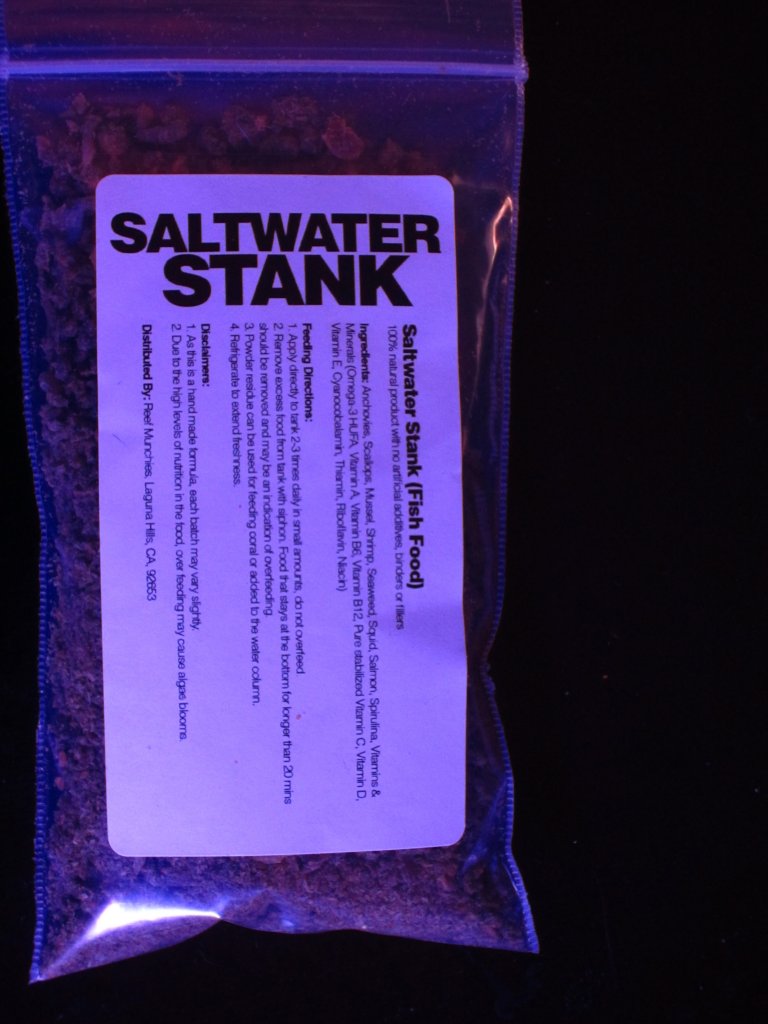 SALTWATER
STANK
Saltwater Stank (Fish Food)
100% natural product with no artificial additives, binders or fillers
Ingredients: Anchovies, Scallops, Mussel, Shrimp, Seaweed, Squid, Salmon, Spirulina, Vitamins &
Minerals (Omega-3 HUFA, Vitamin A, Vitamin B6, Vitamin B12, Pure stabilized Vitamin C, Vitamin D,
Vitamin E, Cyanocobalamin, Thiamin, Riboflavin, Niacin)
Feeding Directions:
1. Apply directly to tank 2-3 times daily in small amounts, do not overfeed.
2. Remove excess food from tank with siphon. Food that stays at the bottom for longer than 20 mins
should be removed and may be an indication of overfeeding.
3. Powder residue can be used for feeding coral or added to the water column.
4. Refrigerate to extend freshness.
Disclaimers:
1. As this is a hand made formula, each batch may vary slightly.
2. Due to the high levels of nutrition in the food, over feeding may cause algae blooms.
Distributed By: Reef Munchies, Laguna Hills, CA, 92653